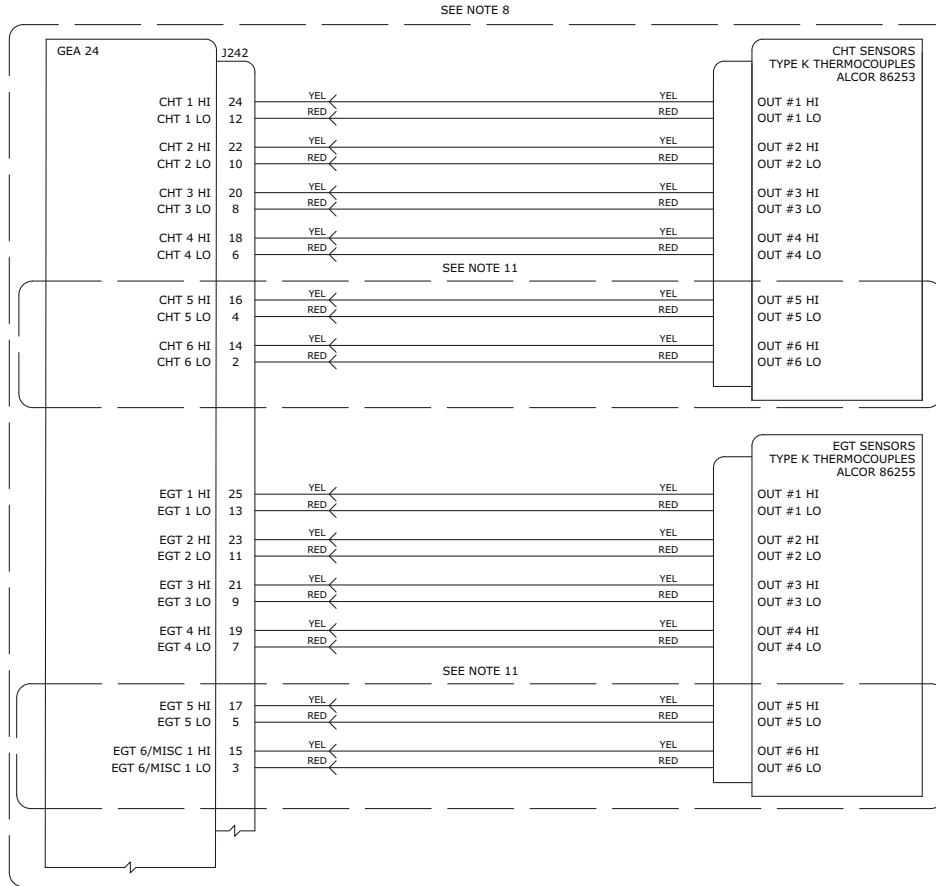 SEE NOTE 8
GEA 24
J242
CHT SENSORS
TYPE K THERMOCOUPLES
ALCOR 86253
CHT 1 HI 24 YEL YEL OUT #1 HI
CHT 1 LO 12 RED RED OUT #1 LO
CHT 2 HI 22 YEL YEL OUT #2 HI
CHT 2 LO 10 RED RED OUT #2 LO
CHT 3 HI 20 YEL YEL OUT #3 HI
CHT 3 LO 8 RED RED OUT #3 LO
CHT 4 HI 18 YEL YEL OUT #4 HI
CHT 4 LO 6 RED RED OUT #4 LO
SEE NOTE 11
CHT 5 HI 16 YEL YEL OUT #5 HI
CHT 5 LO 4 RED RED OUT #5 LO
CHT 6 HI 14 YEL YEL OUT #6 HI
CHT 6 LO 2 RED RED OUT #6 LO
EGT SENSORS
TYPE K THERMOCOUPLES
ALCOR 86255
EGT 1 HI 25 YEL YEL OUT #1 HI
EGT 1 LO 13 RED RED OUT #1 LO
EGT 2 HI 23 YEL YEL OUT #2 HI
EGT 2 LO 11 RED RED OUT #2 LO
EGT 3 HI 21 YEL YEL OUT #3 HI
EGT 3 LO 9 RED RED OUT #3 LO
EGT 4 HI 19 YEL YEL OUT #4 HI
EGT 4 LO 7 RED RED OUT #4 LO
SEE NOTE 11
EGT 5 HI 17 YEL YEL OUT #5 HI
EGT 5 LO 5 RED RED OUT #5 LO
EGT 6/MISC 1 HI 15 YEL YEL OUT #6 HI
EGT 6/MISC 1 LO 3 RED RED OUT #6 LO